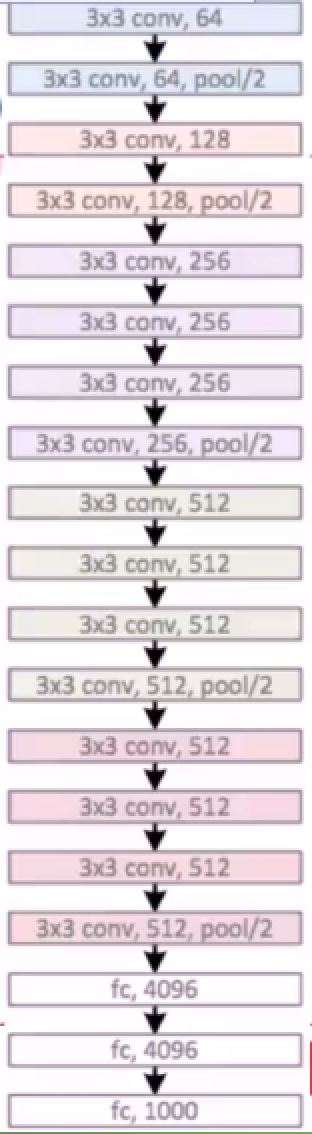 3x3 conv, 64
3x3 conv, 64, pool/2
3x3 conv, 128
3x3 conv, 128, pool/2
3x3 conv, 256
3x3 conv, 256
3x3 conv, 256
3x3 conv, 256, pool/2
3x3 conv, 512
3x3 conv, 512
3x3 conv, 512
3x3 conv, 512, pool/2
3x3 conv, 512
3x3 conv, 512
3x3 conv, 512
3x3 conv, 512, pool/2
fc, 4096
fc, 4096
fc, 1000